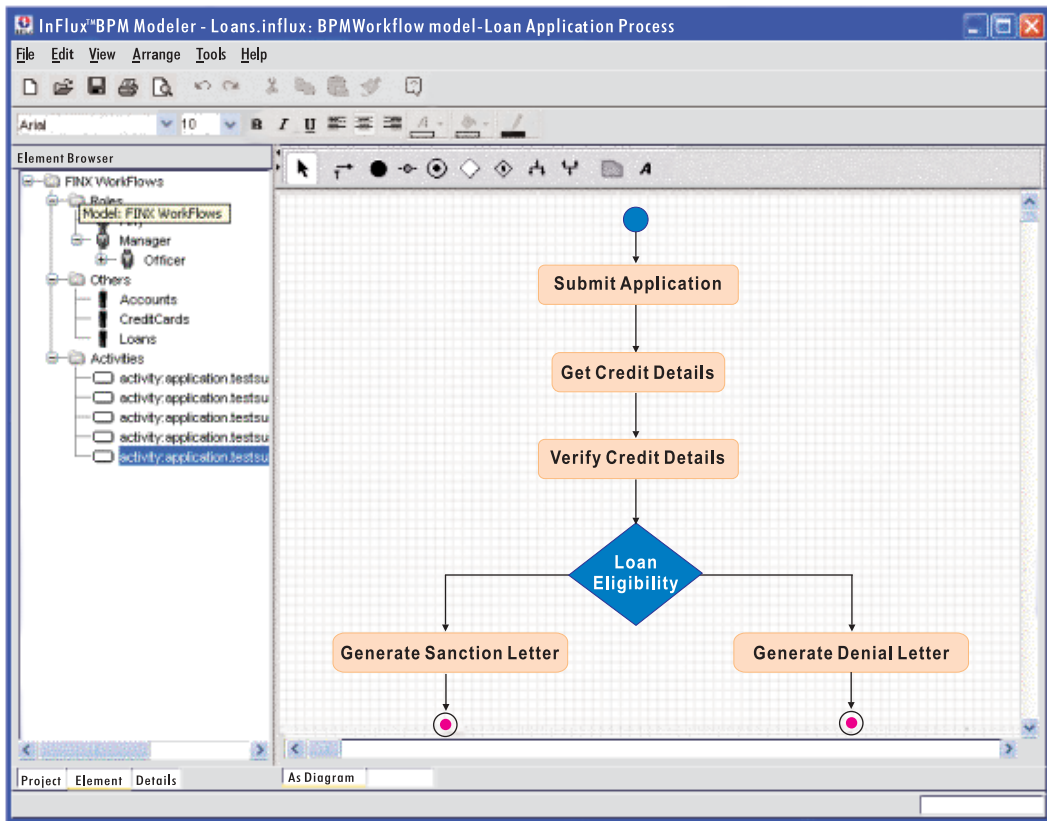 InFlux™BPM Modeler - Loans.influx: BPMWorkflow model-Loan Application Process
File Edit View Arrange Tools Help
Arial 10 B I U
Element Browser
FINX WorkFlows
Roles
Model: FINX WorkFlows
Manager
Officer
Others
Accounts
CreditCards
Loans
Activities
activity:application.testsu
activity:application.testsu
activity:application.testsu
activity:application.testsu
activity:application.testsu
A
Submit Application
Get Credit Details
Verify Credit Details
Loan
Eligibility
Generate Sanction Letter
Generate Denial Letter
Project Element Details
As Diagram